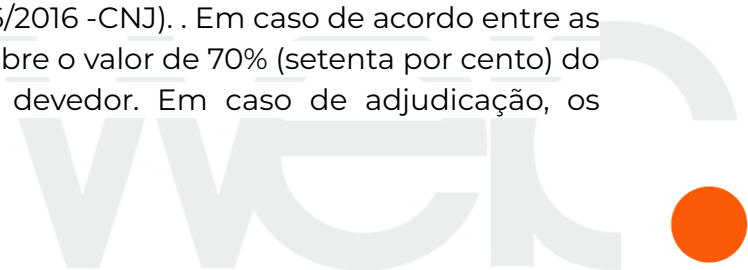 /2016 -CNJ). . Em caso de acordo entre as
bre o valor de 70% (setenta por cento) do
devedor. Em caso de adjudicação, os